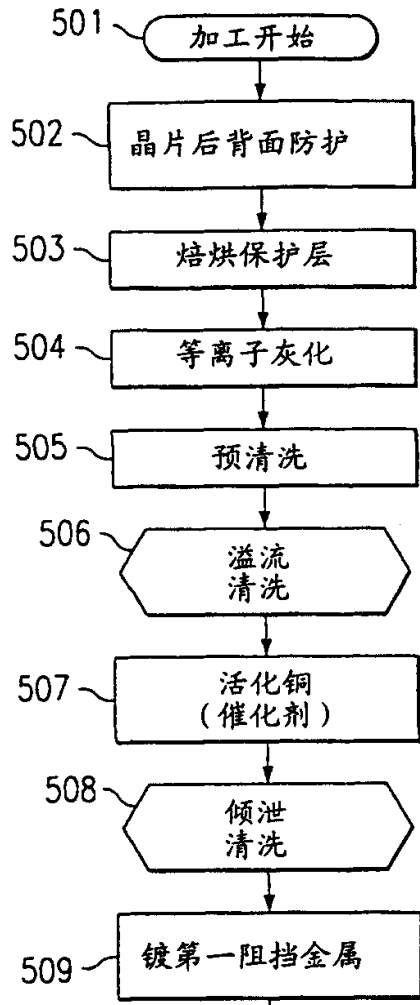 501
加工开始
502
晶片后背面防护
503
焙烘保护层
504
等离子灰化
505
预清洗
506
溢流
清洗
507
活化铜
(催化剂)
508
倾泄
清洗
509
镀第一阻挡金属